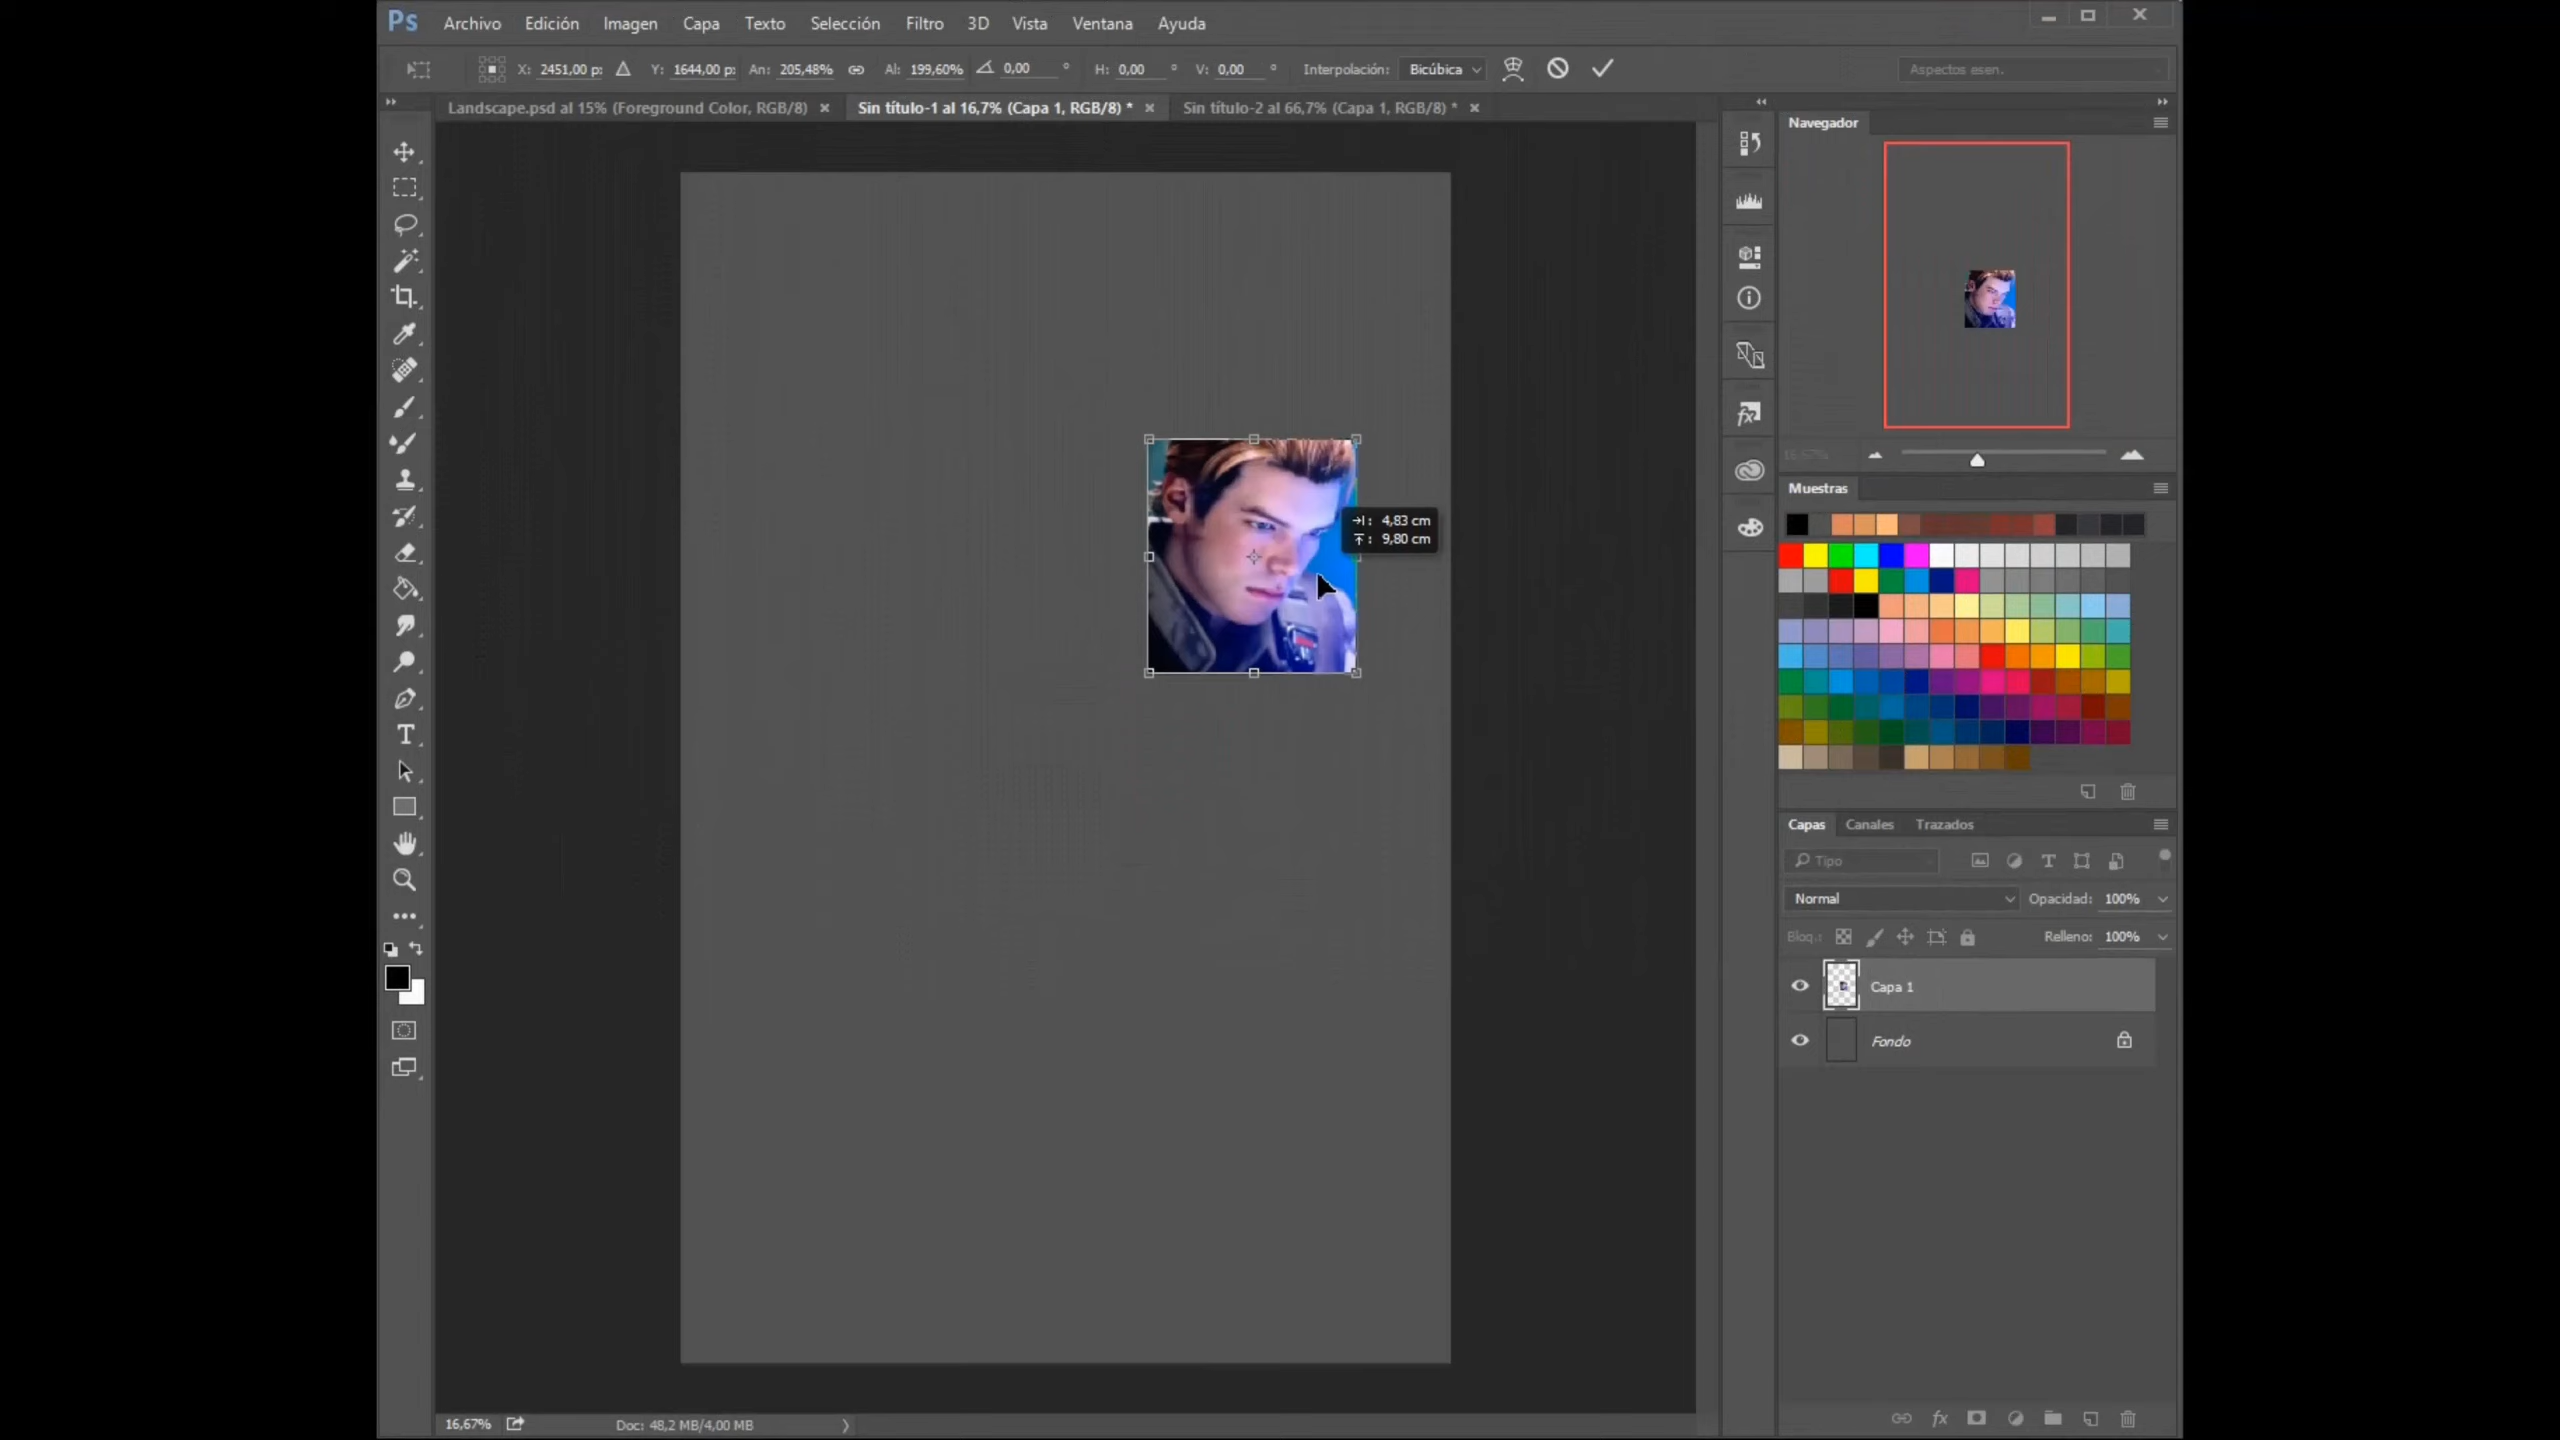 Ps Archivo Edición Imagen Capa Texto Selección Filtro 3D Vista Ventana Ayuda
X: 2451,00 p: Y: 1644,00 p: An: 205,48% Al: 199,60% 0,00 ° H: 0,00 ° V: 0,00 ° Interpolación: Bicúbica Aspectos esen.
Landscape.psd al 15% (Foreground Color, RGB/8) Sin título-1 al 16,7% (Capa 1, RGB/8) * Sin título-2 al 66,7% (Capa 1, RGB/8) *
Navegador
16,67%
Muestras
4,83 cm
9,80 cm
Capas Canales Trazados
Tipo
Normal Opacidad: 100%
Bloq.: Relleno: 100%
Capa 1
Fondo
16,67% Doc: 48,2 MB/4,00 MB